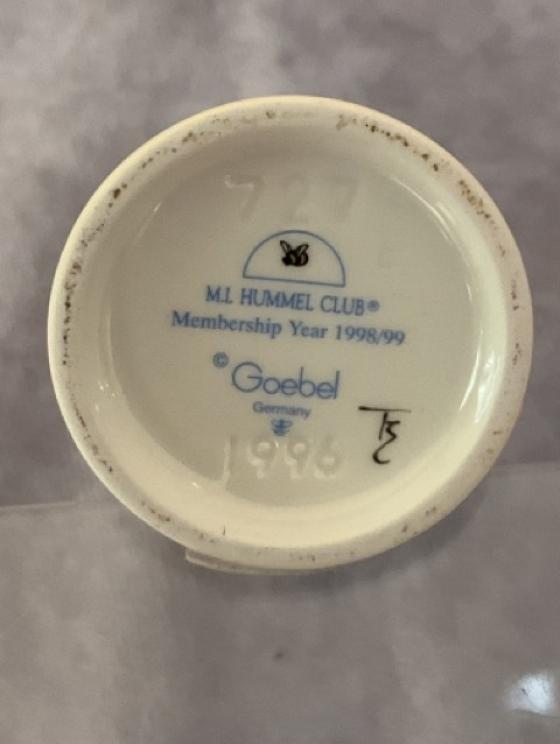 727
M.I. HUMMEL CLUB®
Membership Year 1998/99
© Goebel
Germany
1996